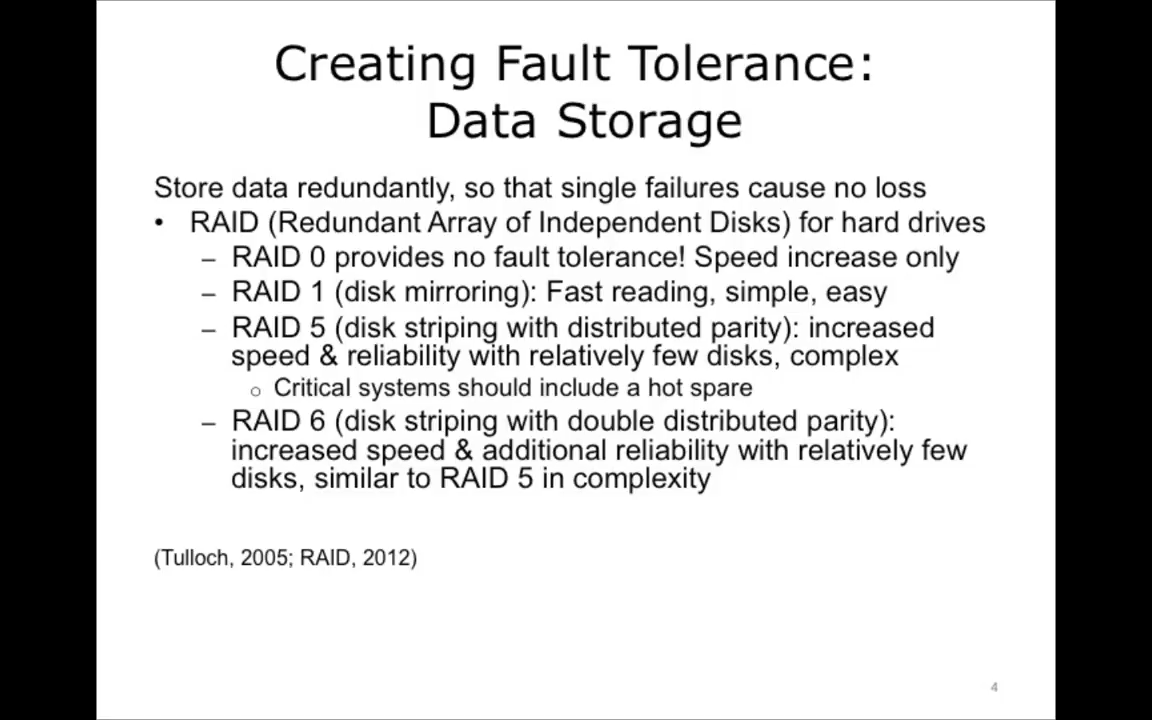 Creating Fault Tolerance:
Data Storage
Store data redundantly, so that single failures cause no loss
• RAID (Redundant Array of Independent Disks) for hard drives
– RAID 0 provides no fault tolerance! Speed increase only
– RAID 1 (disk mirroring): Fast reading, simple, easy
– RAID 5 (disk striping with distributed parity): increased
speed & reliability with relatively few disks, complex
o Critical systems should include a hot spare
– RAID 6 (disk striping with double distributed parity):
increased speed & additional reliability with relatively few
disks, similar to RAID 5 in complexity
(Tulloch, 2005; RAID, 2012)
4